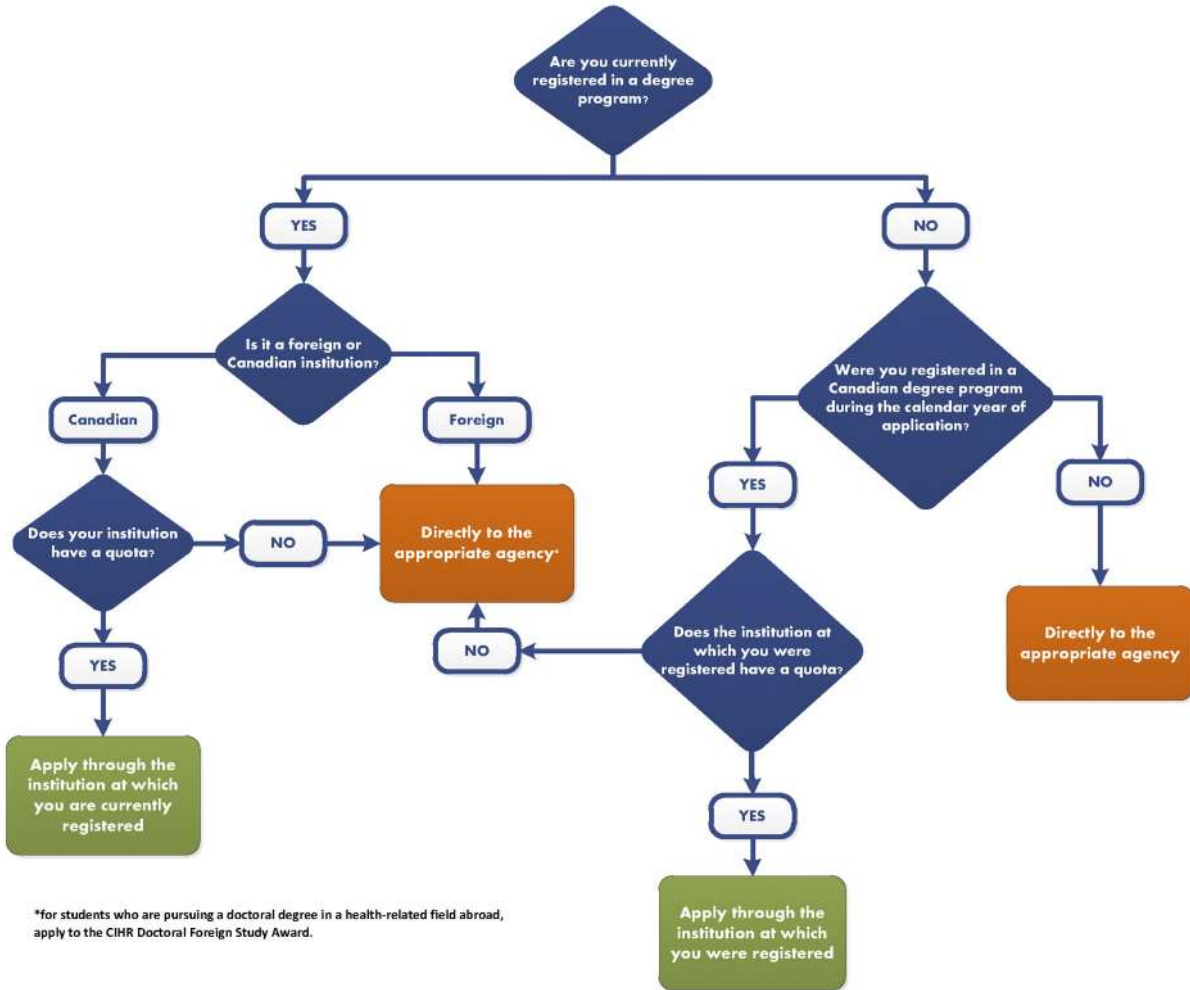 Are you currently
registered in a degree
program?
YES
NO
Is it a foreign or
Canadian institution?
Were you registered in a
Canadian degree program
during the calendar year of
application?
Canadian
Foreign
YES
NO
Does your institution
have a quota?
NO
Directly to the
appropriate agency*
Does the institution at
which you were
registered have a quota?
NO
Directly to the
appropriate agency
YES
Apply through the
institution at which
you are currently
registered
YES
Apply through the
institution at which
you were registered
*for students who are pursuing a doctoral degree in a health-related field abroad,
apply to the CIHR Doctoral Foreign Study Award.